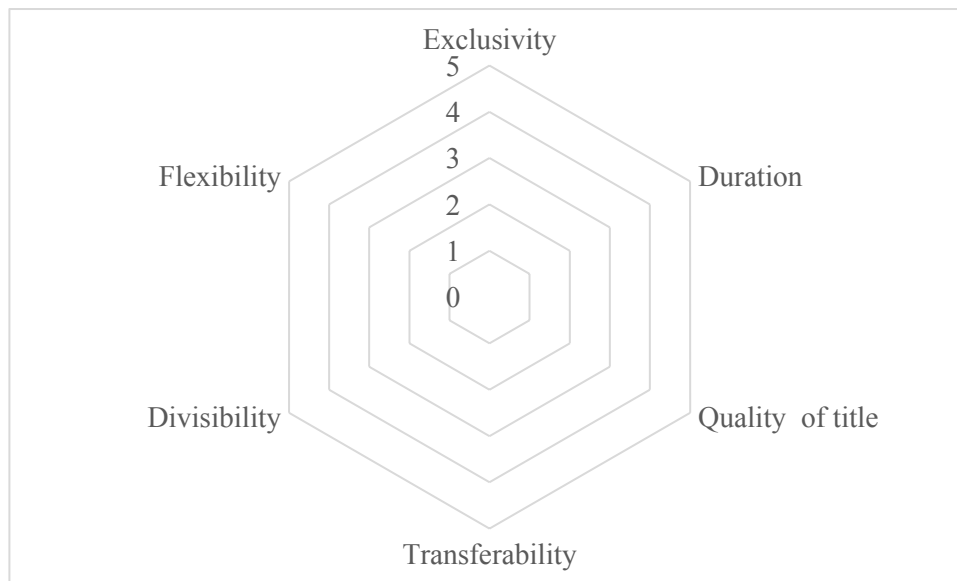 Exclusivity
5
4
Flexibility
Duration
3
2
1
0
Divisibility
Quality  of title
Transferability